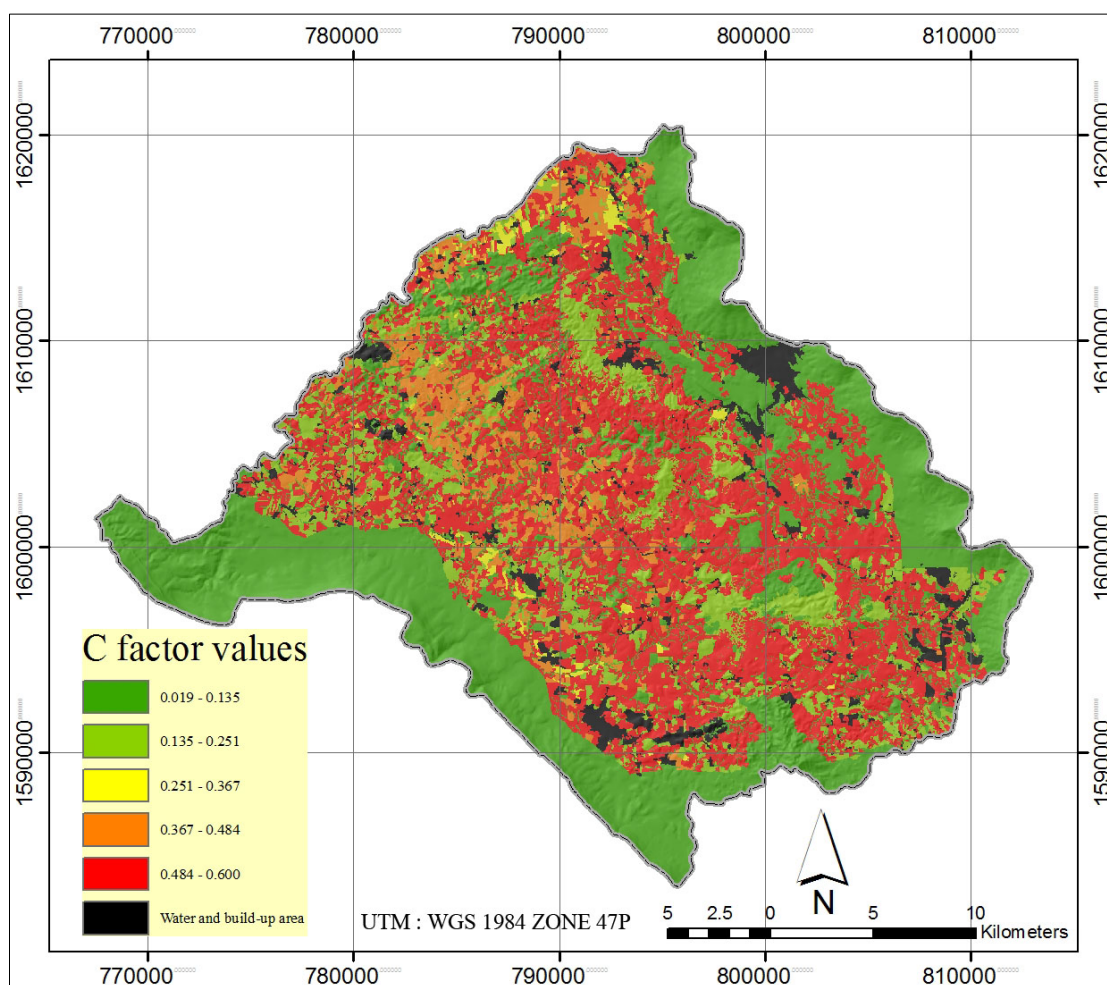 770000 780000 790000 800000 810000
1620000 1620000
1610000 1610000
1600000 1600000
1590000 1590000
C factor values
0.019 - 0.135
0.135 - 0.251
0.251 - 0.367
0.367 - 0.484
0.484 - 0.600
Water and build-up area
UTM : WGS 1984 ZONE 47P
N
5 2.5 0 5 10
Kilometers
770000 780000 790000 800000 810000